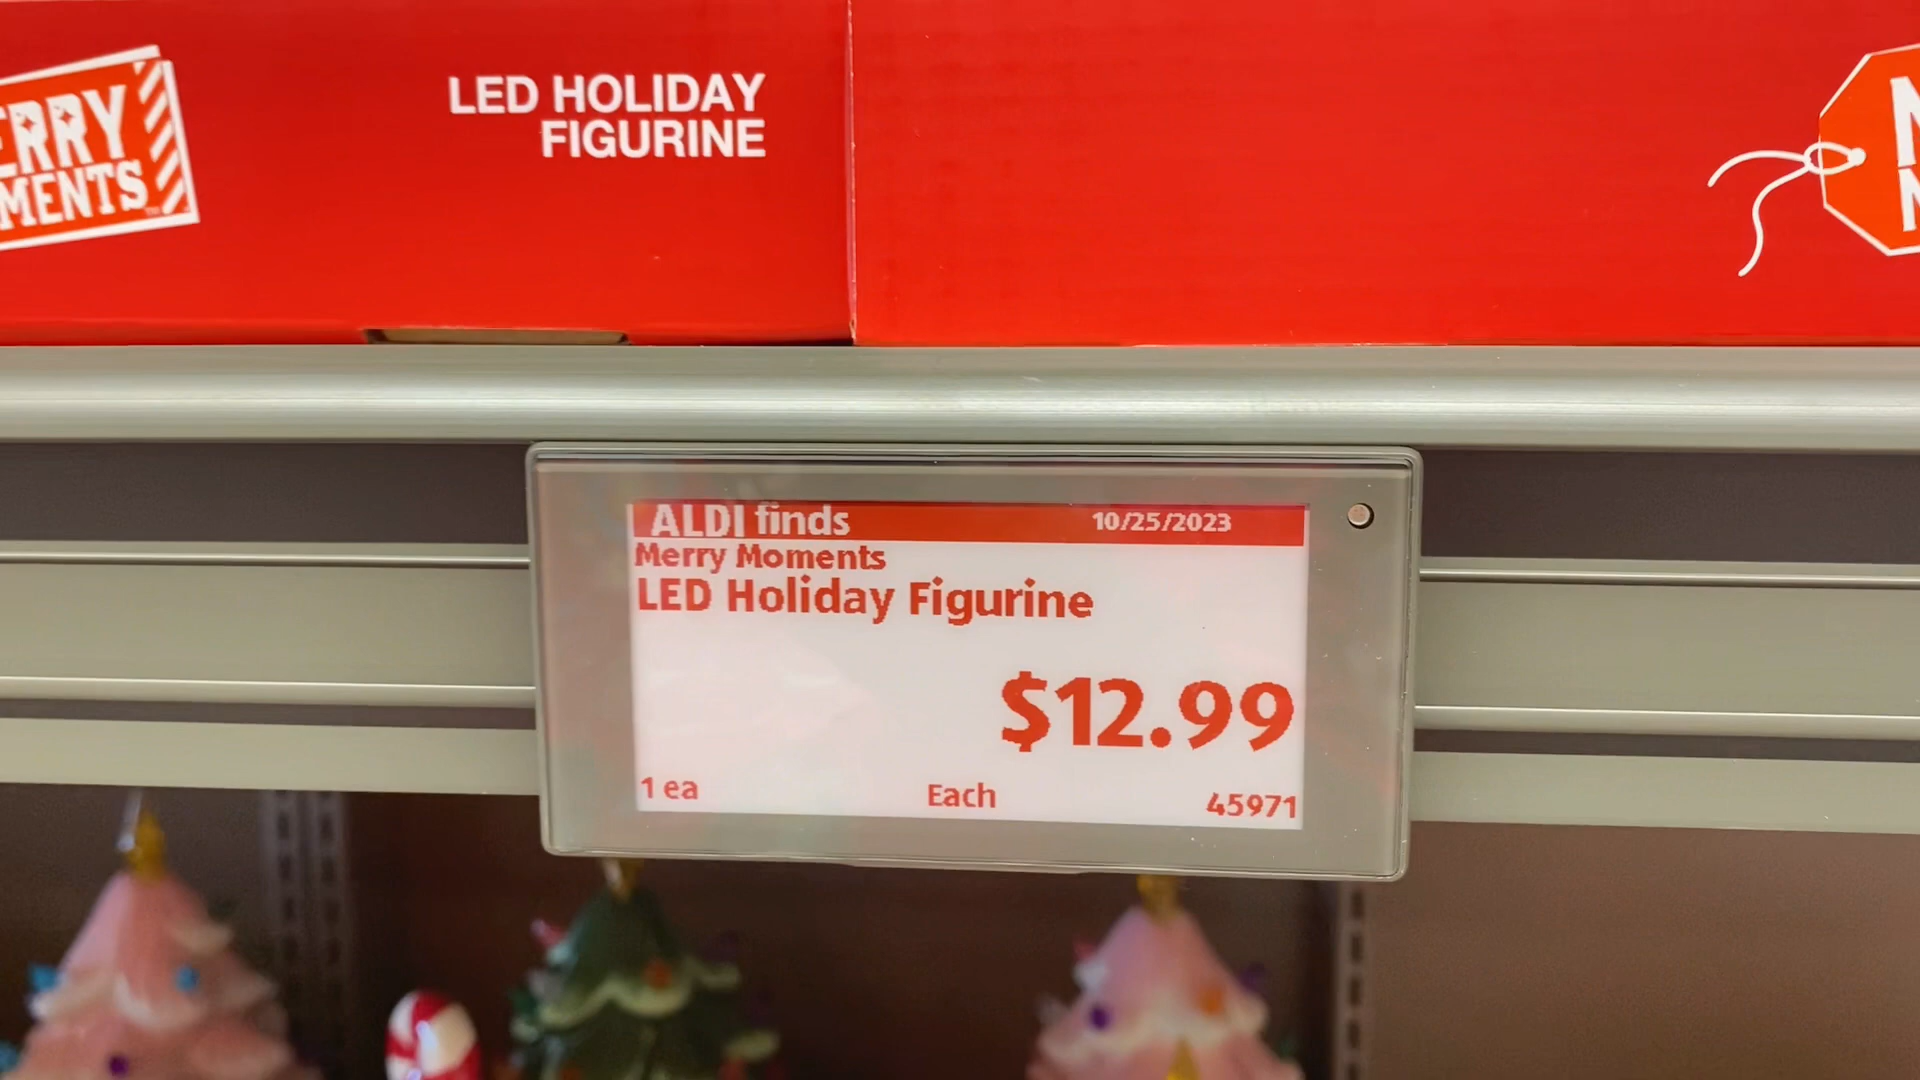 LED HOLIDAY
FIGURINE
ALDI finds 10/25/2023
Merry Moments
LED Holiday Figurine
$12.99
1 ea Each 45971